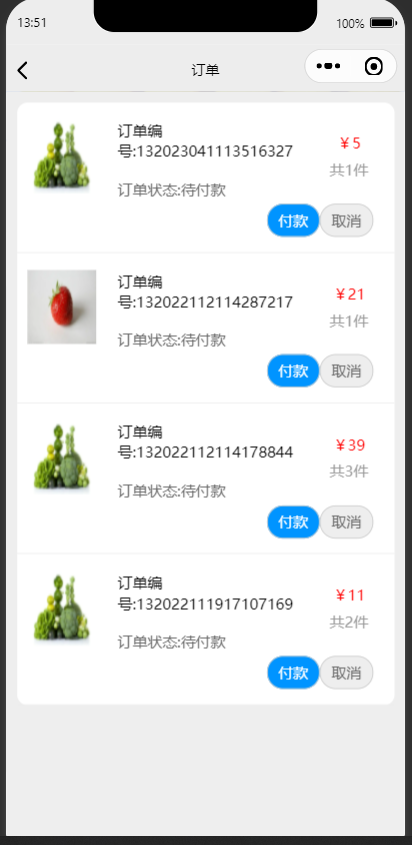 13:51
100%
订单
订单编
号:132023041113516327
¥5
共1件
订单状态:待付款
付款
取消
订单编
号:132022112114287217
¥21
共1件
订单状态:待付款
付款
取消
订单编
号:132022112114178844
¥39
共3件
订单状态:待付款
付款
取消
订单编
号:132022111917107169
¥11
共2件
订单状态:待付款
付款
取消